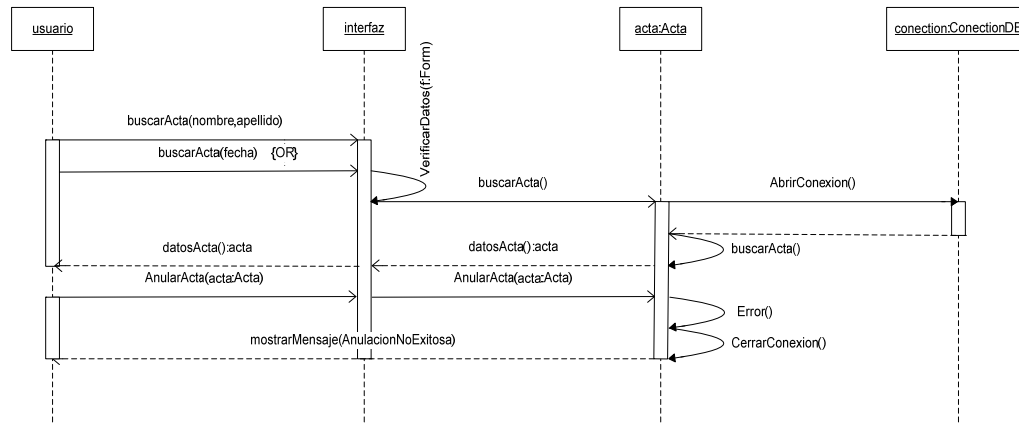 usuario
interfaz
acta:Acta
conection:ConectionDB
VerificarDatos(f:Form)
buscarActa(nombre,apellido)
buscarActa(fecha) {OR}
buscarActa()
AbrirConexion()
datosActa():acta
datosActa():acta
buscarActa()
AnularActa(acta:Acta)
AnularActa(acta:Acta)
Error()
mostrarMensaje(AnulacionNoExitosa)
CerrarConexion()